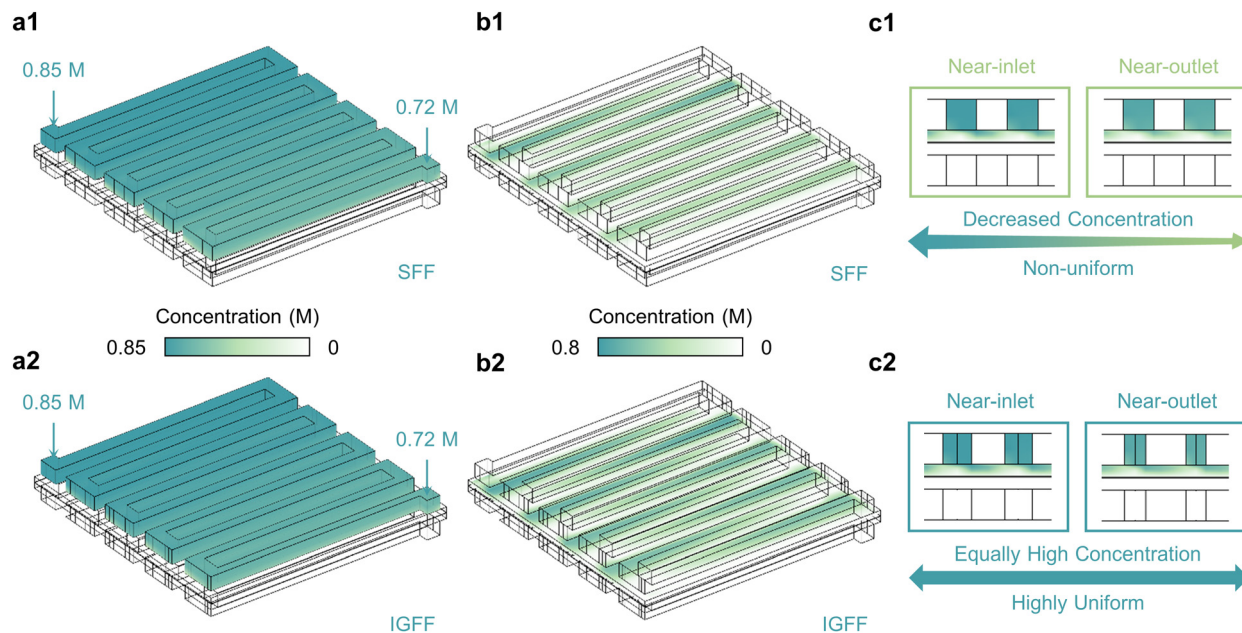 a1
b1
c1
0.85 M
0.72 M
SFF
SFF
Near-inlet
Near-outlet
Decreased Concentration
Non-uniform
Concentration (M)
0.85
0
Concentration (M)
0.8
0
a2
b2
c2
0.85 M
0.72 M
IGFF
IGFF
Near-inlet
Near-outlet
Equally High Concentration
Highly Uniform